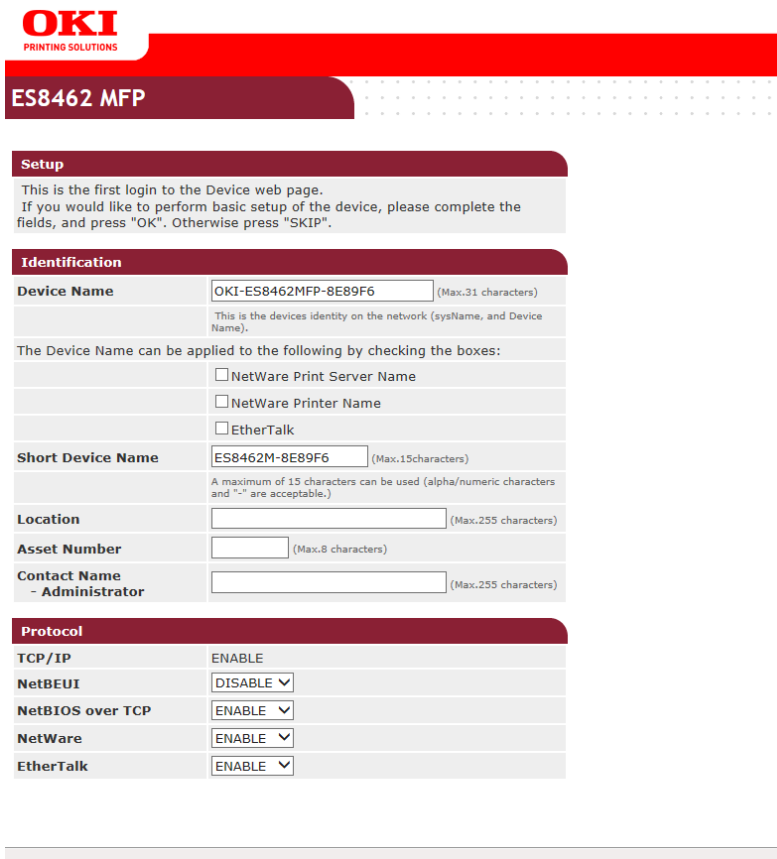 OKI
PRINTING SOLUTIONS
ES8462 MFP
Setup
This is the first login to the Device web page.
If you would like to perform basic setup of the device, please complete the
fields, and press "OK". Otherwise press "SKIP".
Identification
Device Name OKI-ES8462MFP-8E89F6 (Max.31 characters)
This is the devices identity on the network (sysName, and Device
Name).
The Device Name can be applied to the following by checking the boxes:
NetWare Print Server Name
NetWare Printer Name
EtherTalk
Short Device Name ES8462M-8E89F6 (Max.15characters)
A maximum of 15 characters can be used (alpha/numeric characters
and "-" are acceptable.)
Location (Max.255 characters)
Asset Number (Max.8 characters)
Contact Name
- Administrator (Max.255 characters)
Protocol
TCP/IP ENABLE
NetBEUI DISABLE
NetBIOS over TCP ENABLE
NetWare ENABLE
EtherTalk ENABLE